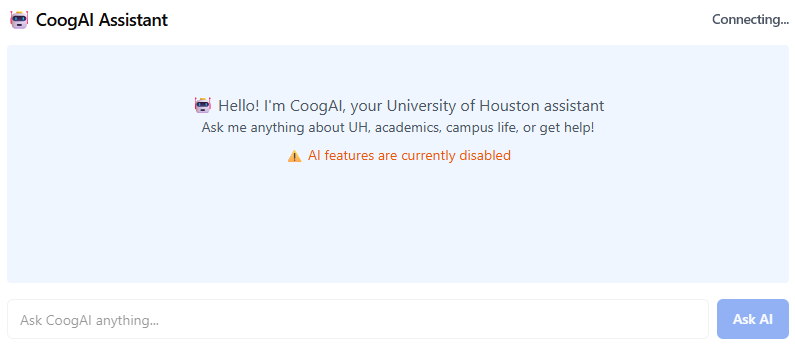 CoogAI Assistant
Connecting...
Hello! I'm CoogAI, your University of Houston assistant
Ask me anything about UH, academics, campus life, or get help!
AI features are currently disabled
Ask CoogAI anything...
Ask AI